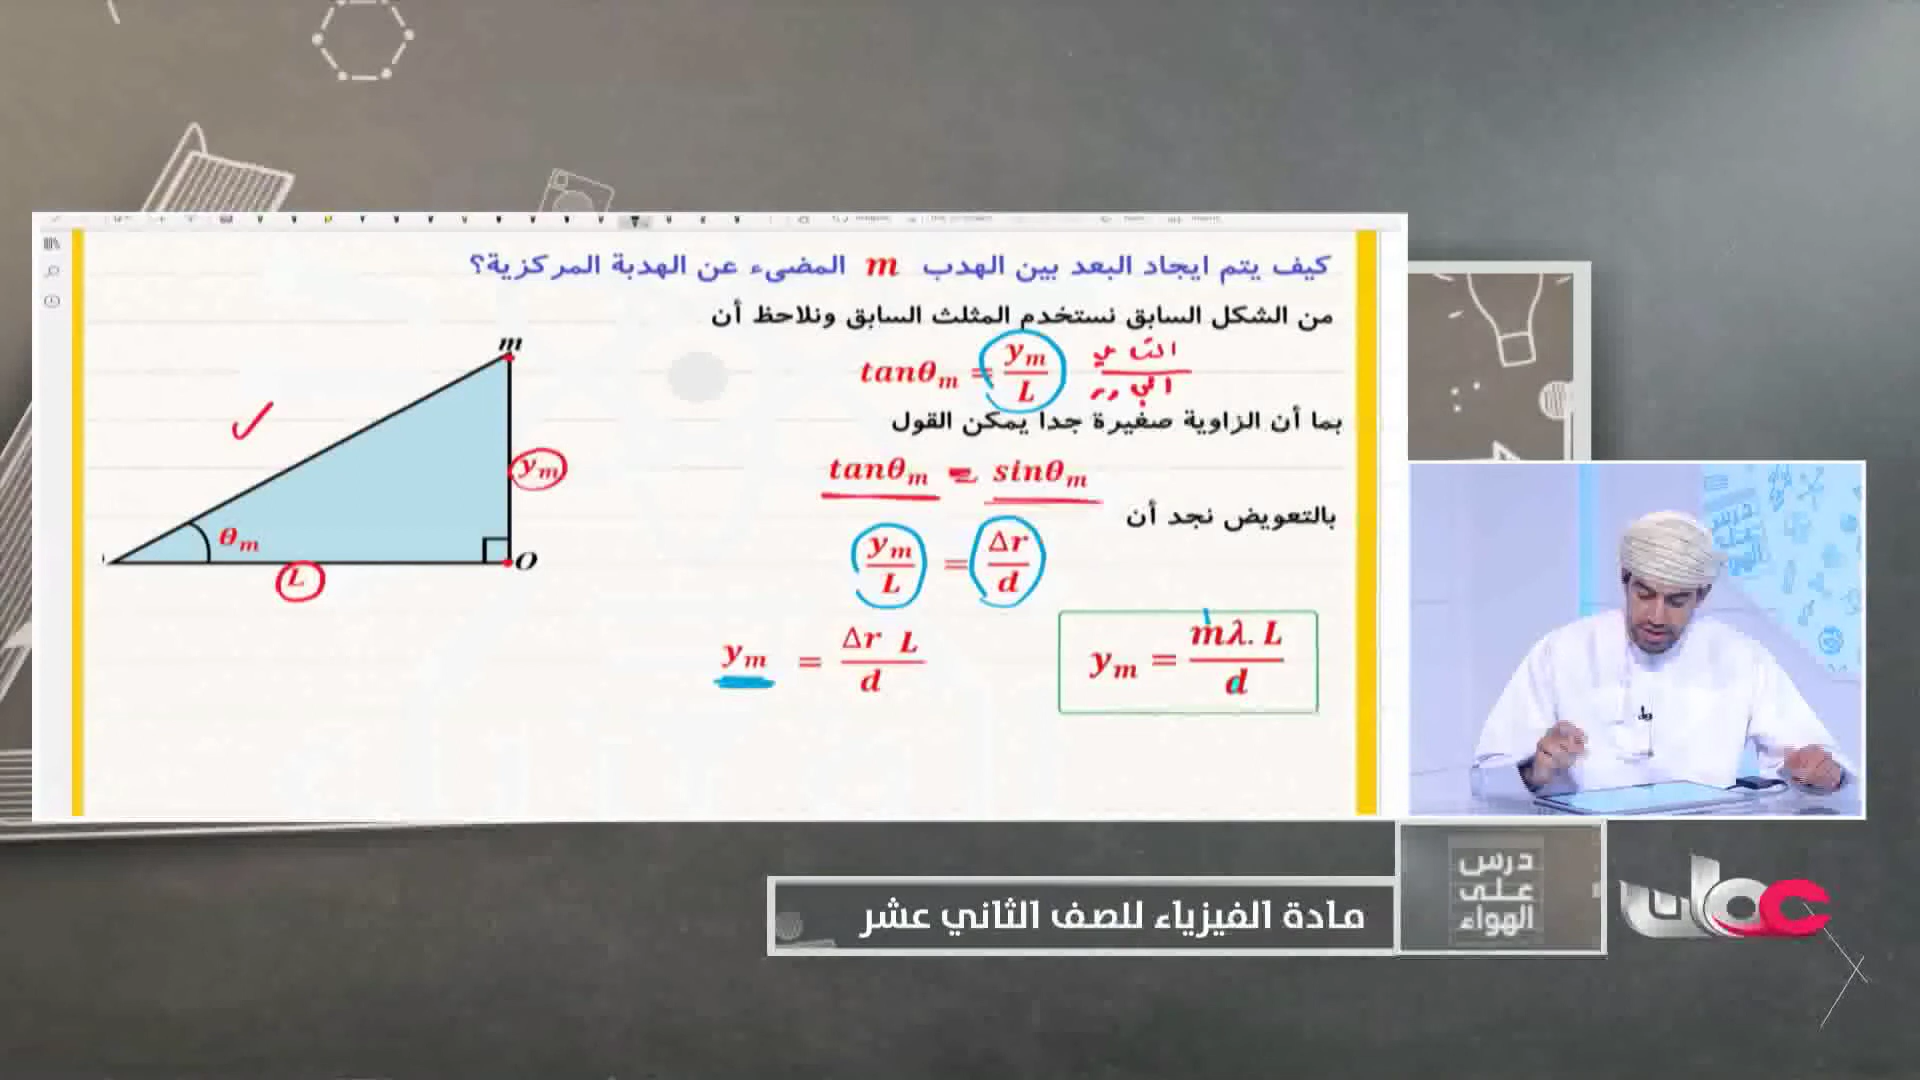 كيف يتم ايجاد البعد بين الهدب m المضيء عن الهدبة المركزية؟
من الشكل السابق نستخدم المثلث السابق ونلاحظ أن
tanθₘ = yₘ/L
بما أن الزاوية صغيرة جدا يمكن القول
tanθₘ = sinθₘ
بالتعويض نجد أن
yₘ/L = Δr/d
yₘ = Δr L/d
yₘ = mλ. L/d
m
yₘ
θₘ
L
O
درس
على
الهواء
مادة الفيزياء للصف الثاني عشر
عمان